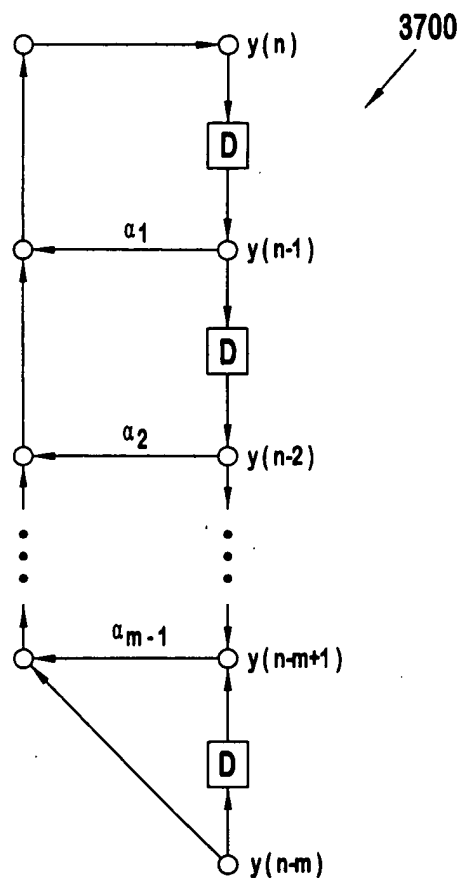 3700
y(n)
D
α1 y(n-1)
D
α2 y(n-2)
αm-1 y(n-m+1)
D
y(n-m)